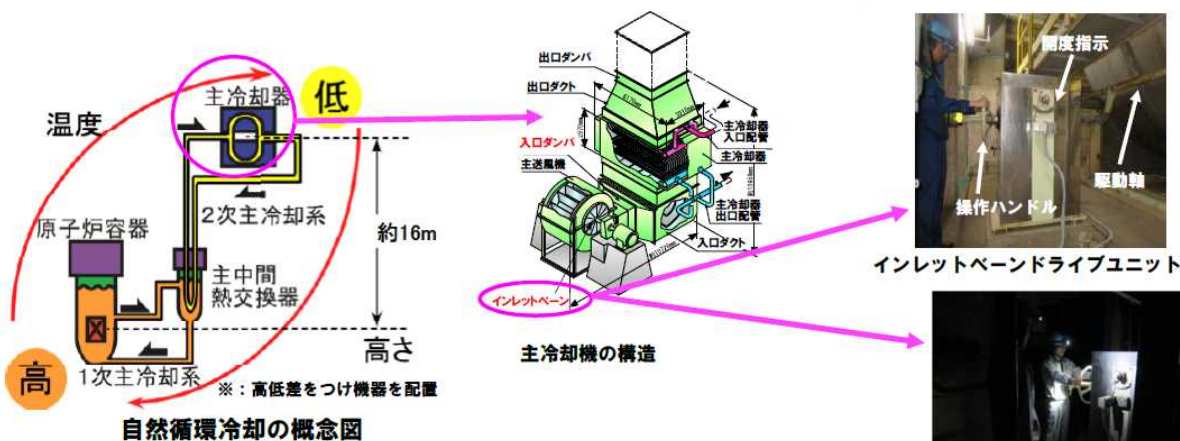 温度
主冷却器
低
2次主冷却系
原子炉容器
主中間
熱交換器
約16m
高さ
高
1次主冷却系
※：高低差をつけ機器を配置
自然循環冷却の概念図
出口ダンパ
出口ダクト
入口ダンパ
主送風機
主冷却器
入口配管
主冷却器
主冷却器
出口配管
入口ダクト
インレットベーン
主冷却機の構造
開度指示
駆動軸
操作ハンドル
インレットベーンドライブユニット